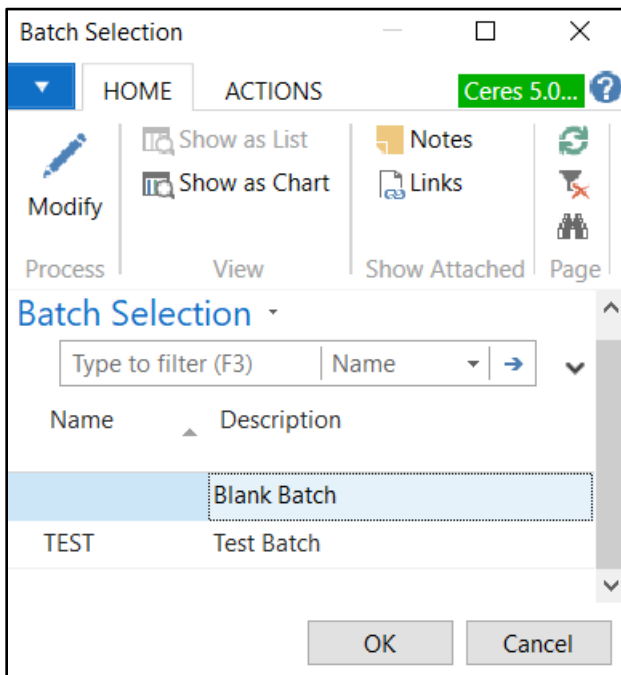 Batch Selection
HOME ACTIONS Ceres 5.0... ?
Show as List Notes
Modify Show as Chart Links
Process View Show Attached Page
Batch Selection
Type to filter (F3) Name
Name Description
Blank Batch
TEST Test Batch
OK Cancel